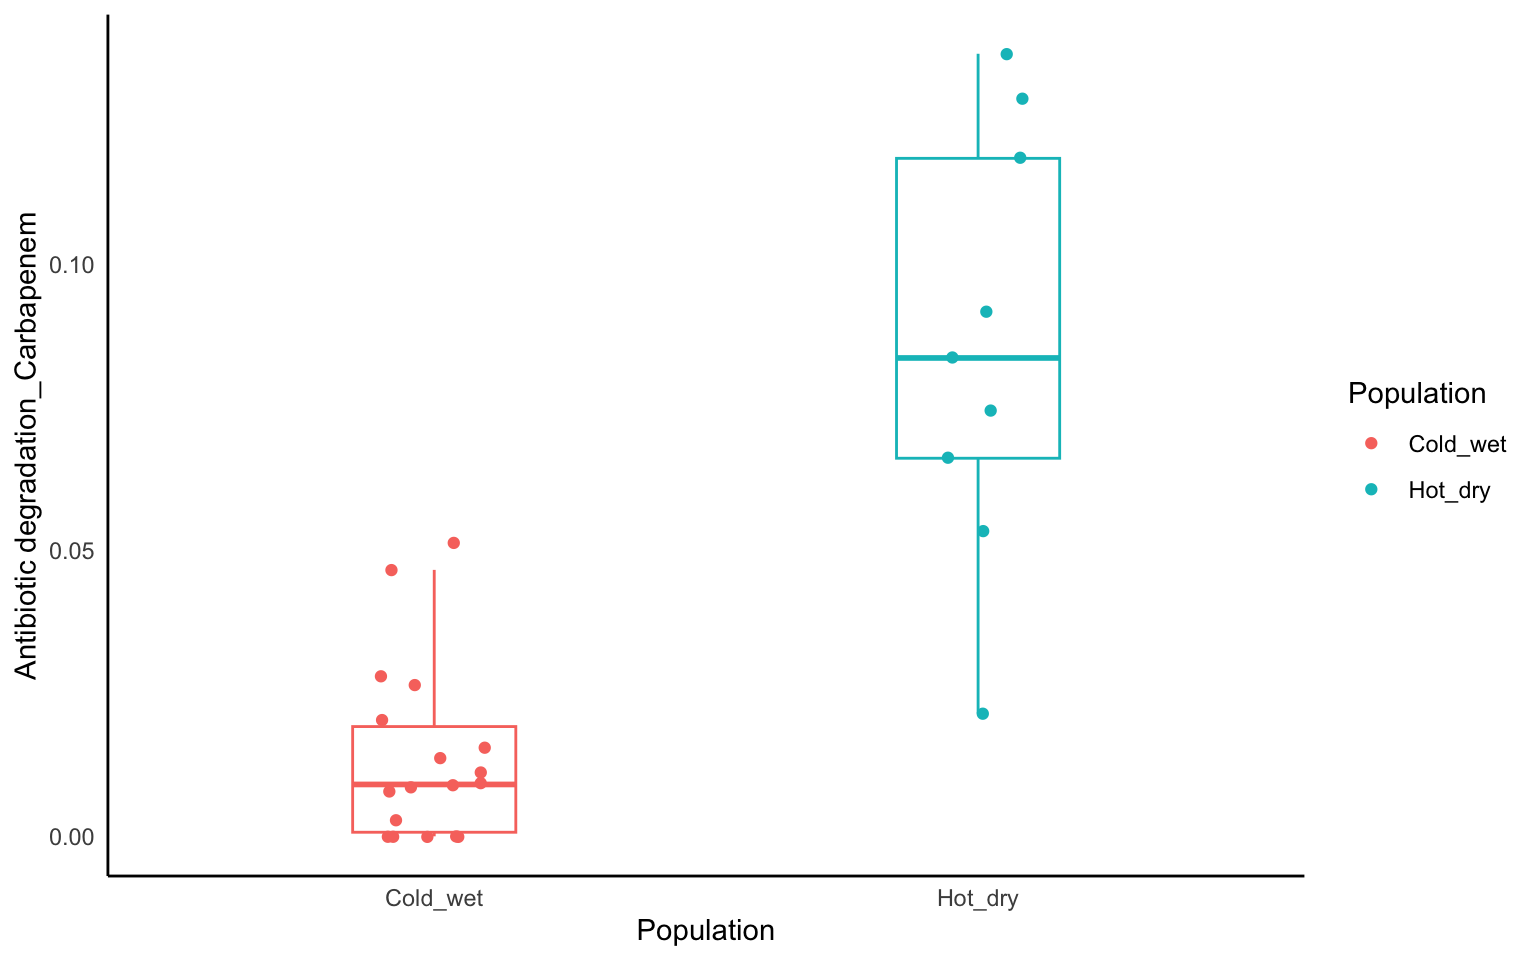 Antibiotic degradation_Carbapenem
0.10
0.05
0.00
Cold_wet
Hot_dry
Population
Population
Cold_wet
Hot_dry